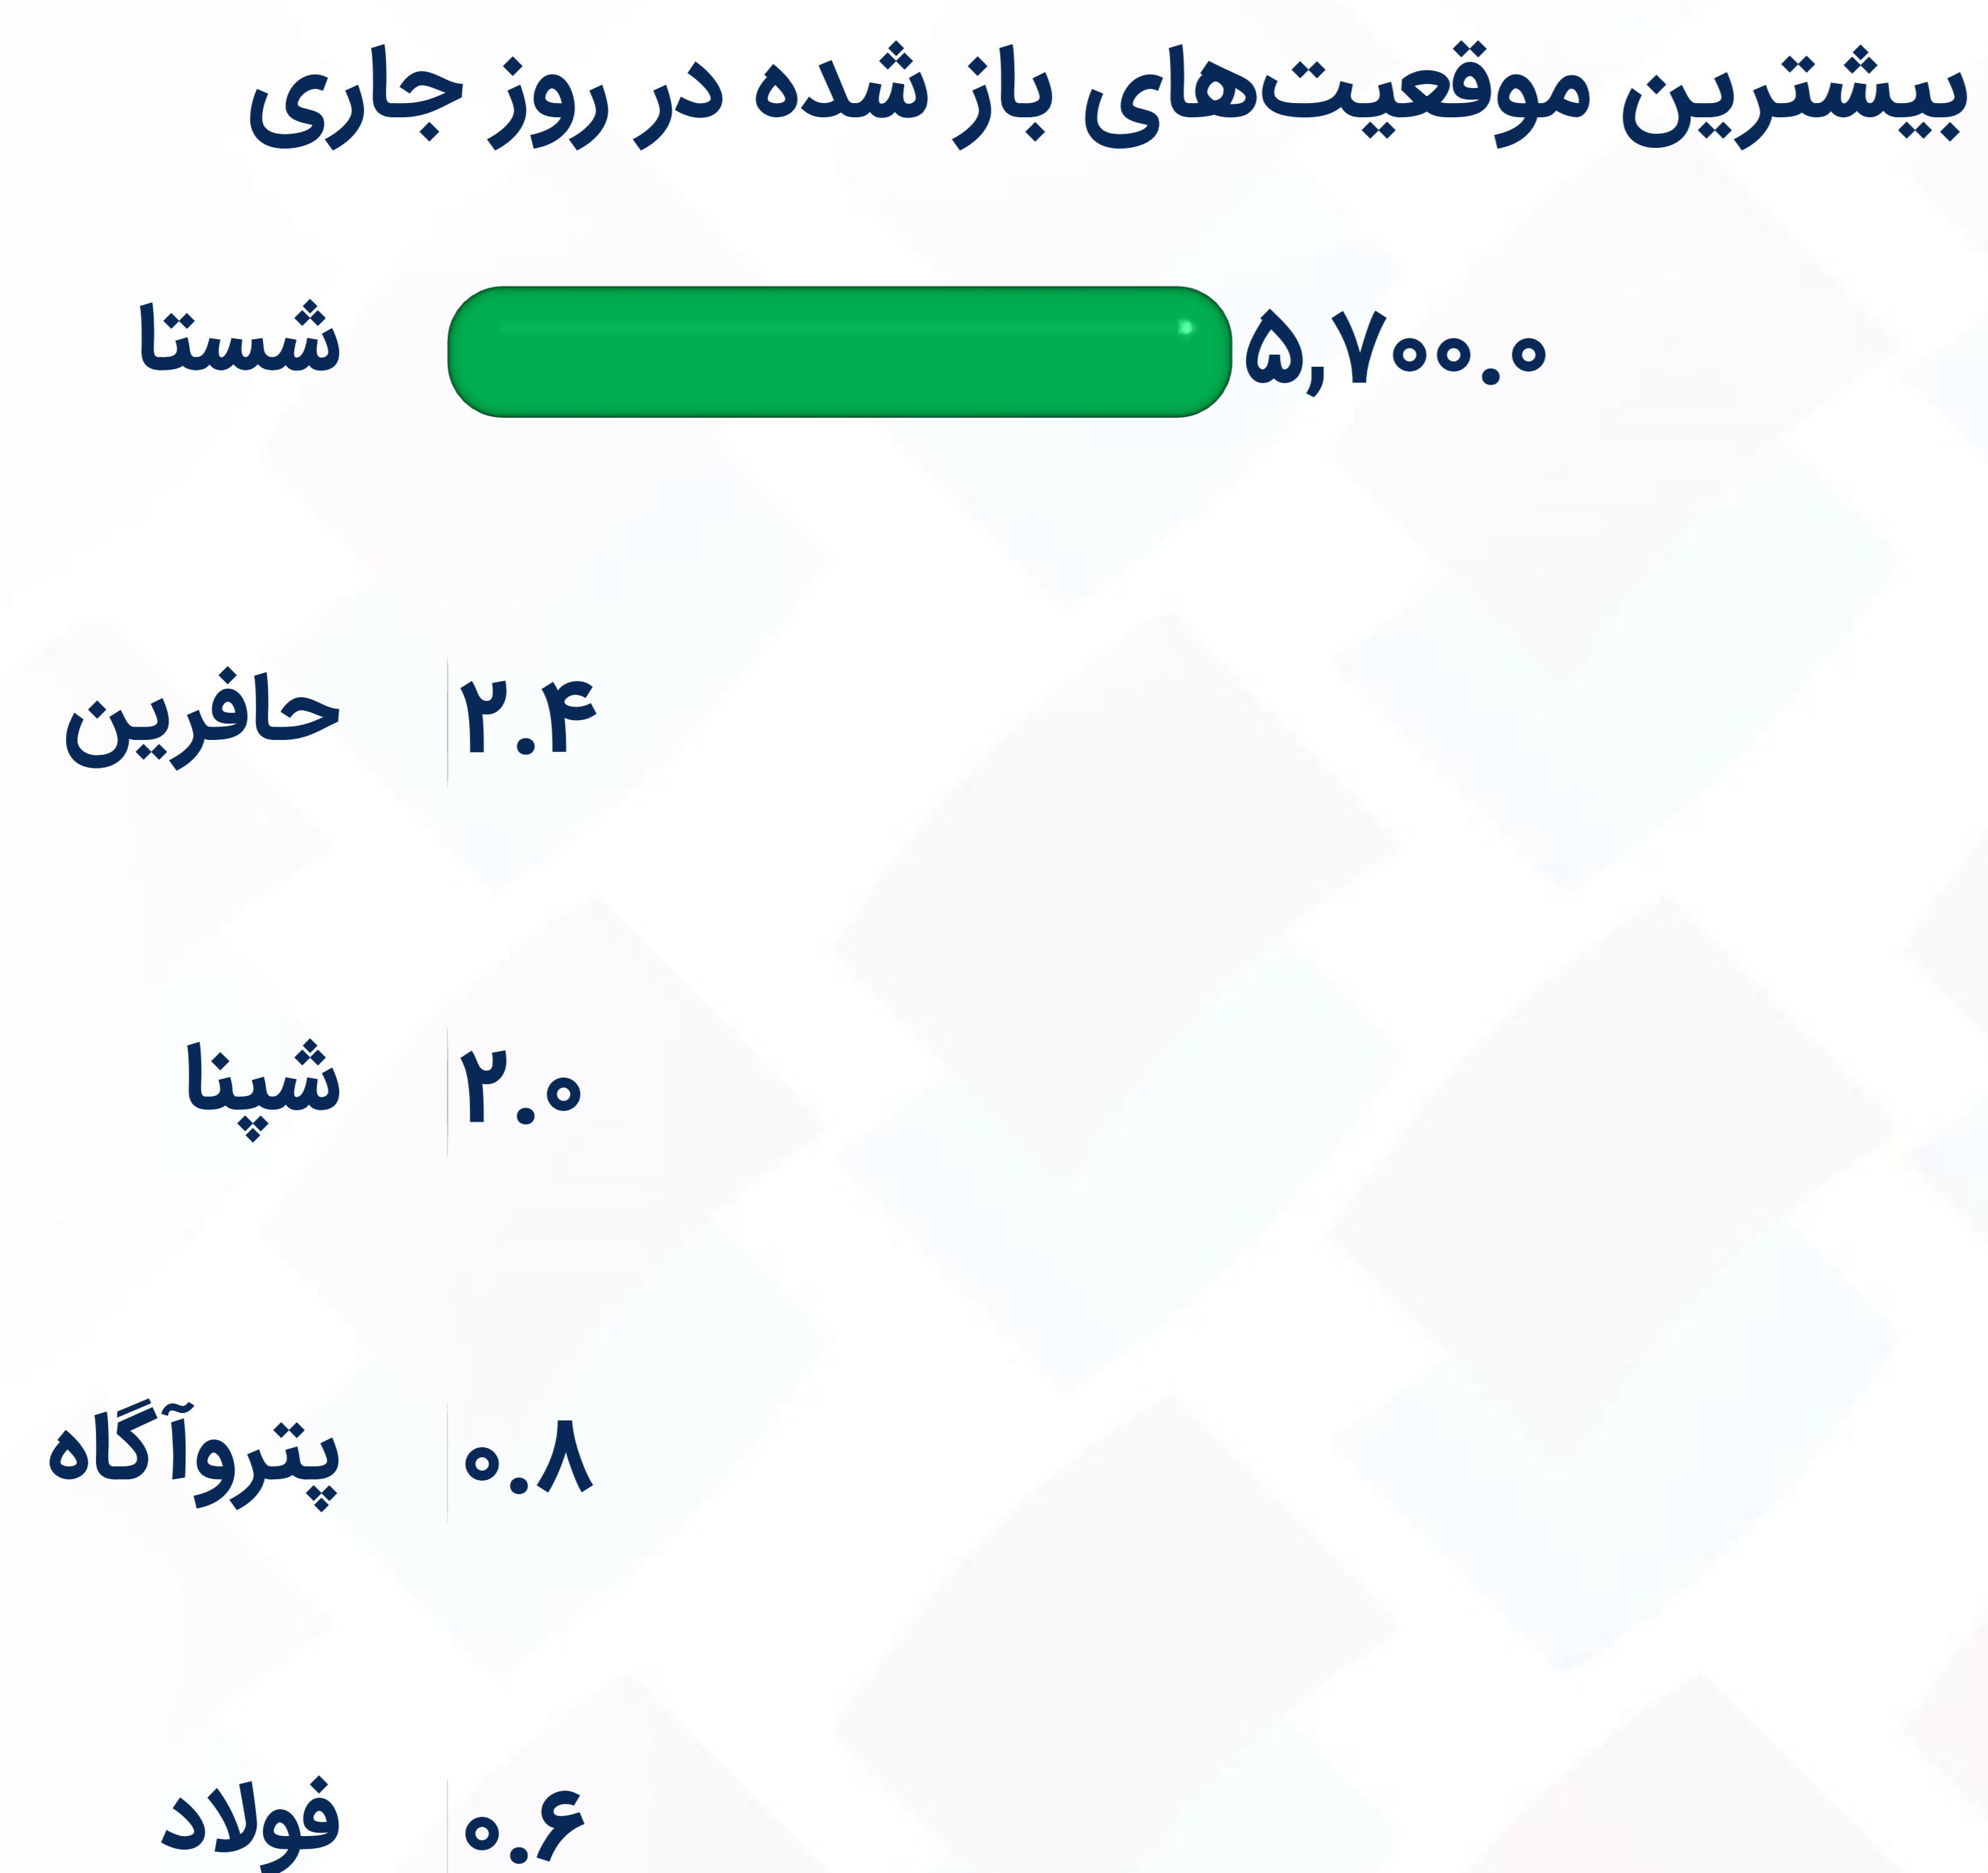 بیشترین موقعیت‌های باز شده در روز جاری
شستا ۵,۷۰۰.۰
حافرین ۲.۴
شپنا ۲.۰
پتروآگاه ۰.۸
فولاد ۰.۶